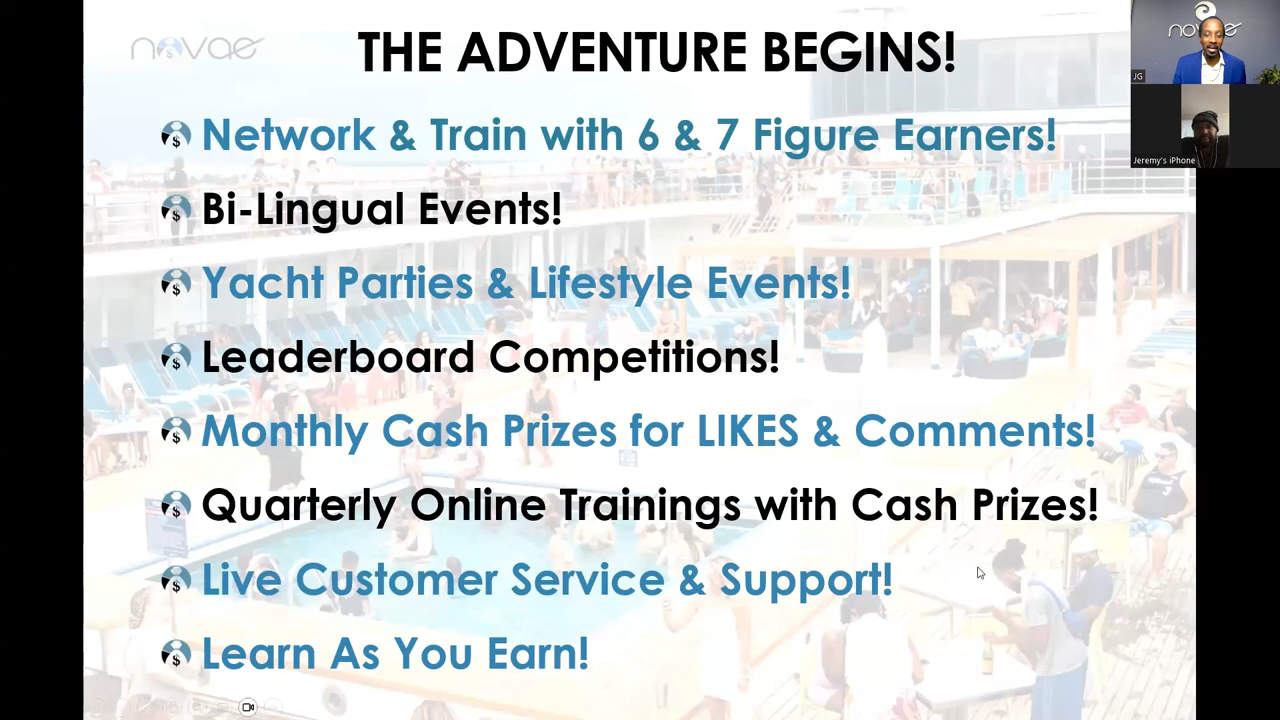 novae
THE ADVENTURE BEGINS!
Network & Train with 6 & 7 Figure Earners!
Bi-Lingual Events!
Yacht Parties & Lifestyle Events!
Leaderboard Competitions!
Monthly Cash Prizes for LIKES & Comments!
Quarterly Online Trainings with Cash Prizes!
Live Customer Service & Support!
Learn As You Earn!
novae
JG
Jeremy's iPhone